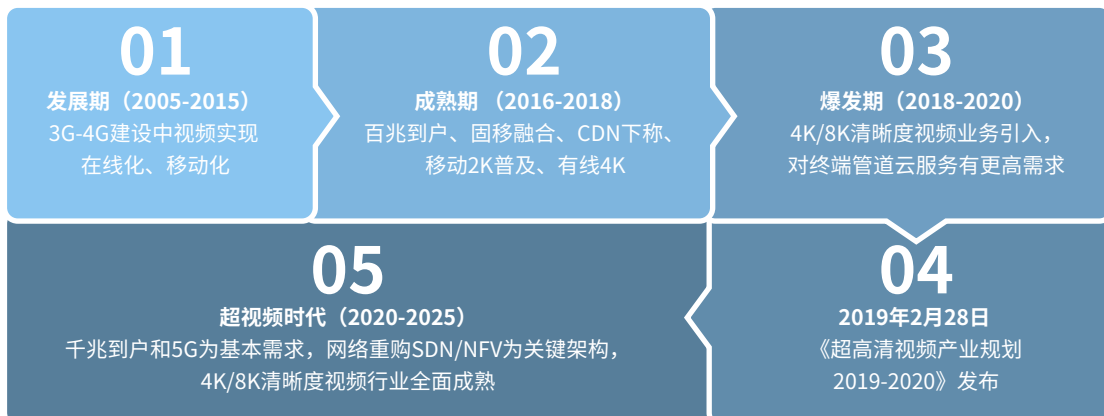 01
发展期（2005-2015）
3G-4G建设中视频实现
在线化、移动化
02
成熟期 （2016-2018）
百兆到户、固移融合、CDN下称、
移动2K普及、有线4K
03
爆发期（2018-2020）
4K/8K清晰度视频业务引入，
对终端管道云服务有更高需求
04
2019年2月28日
《超高清视频产业规划
2019-2020》发布
05
超视频时代（2020-2025）
千兆到户和5G为基本需求，网络重购SDN/NFV为关键架构，
4K/8K清晰度视频行业全面成熟